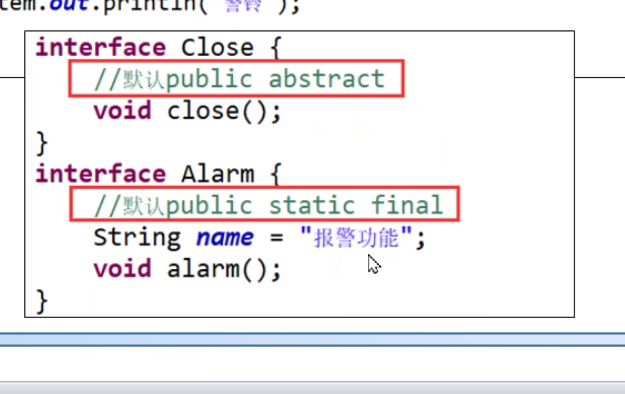 tem.out.println("警铃");
interface Close {
//默认public abstract
void close();
}
interface Alarm {
//默认public static final
String name = "报警功能";
void alarm();
}